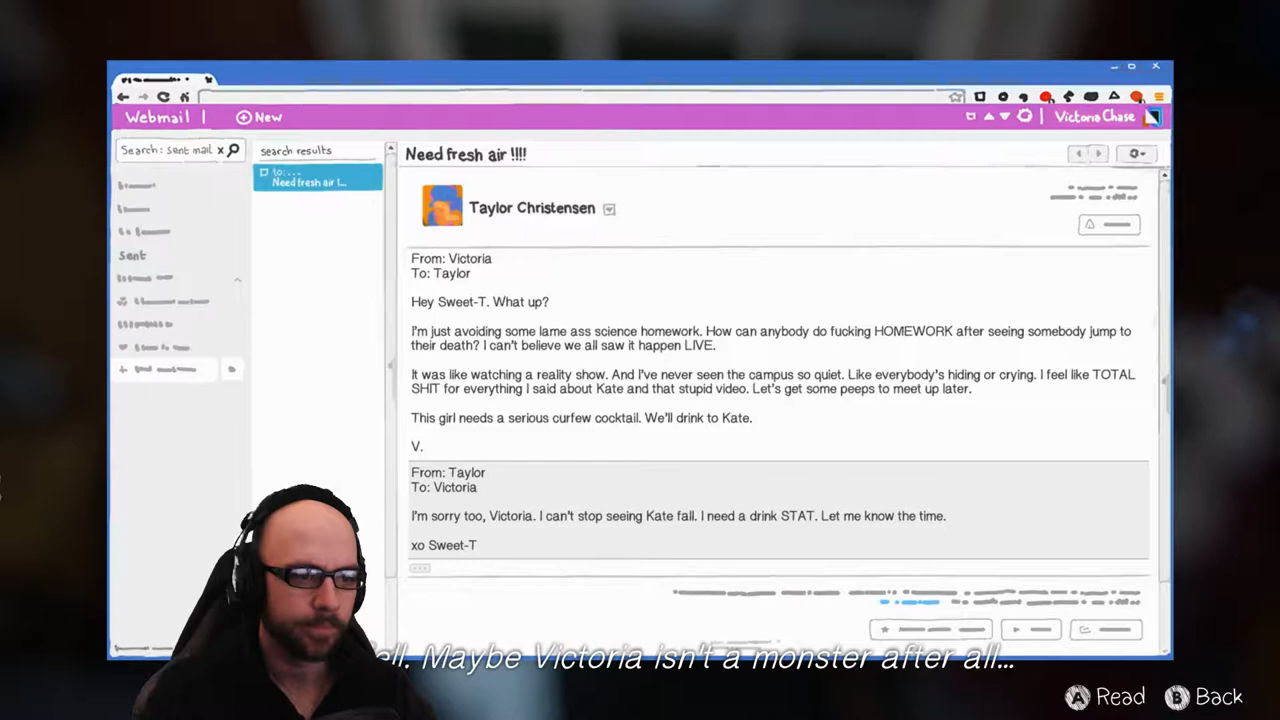 Webmail | + New
Victoria Chase
Search: sent mail x
search results
Need fresh air !!!!
to:...
Need fresh air !...
Taylor Christensen
Sent
From: Victoria
To: Taylor
Hey Sweet-T. What up?
I'm just avoiding some lame ass science homework. How can anybody do fucking HOMEWORK after seeing somebody jump to
their death? I can't believe we all saw it happen LIVE.
It was like watching a reality show. And I've never seen the campus so quiet. Like everybody's hiding or crying. I feel like TOTAL
SHIT for everything I said about Kate and that stupid video. Let's get some peeps to meet up later.
This girl needs a serious curfew cocktail. We'll drink to Kate.
V.
From: Taylor
To: Victoria
I'm sorry too, Victoria. I can't stop seeing Kate fall. I need a drink STAT. Let me know the time.
xo Sweet-T
Maybe Victoria isn't a monster after all...
A Read B Back